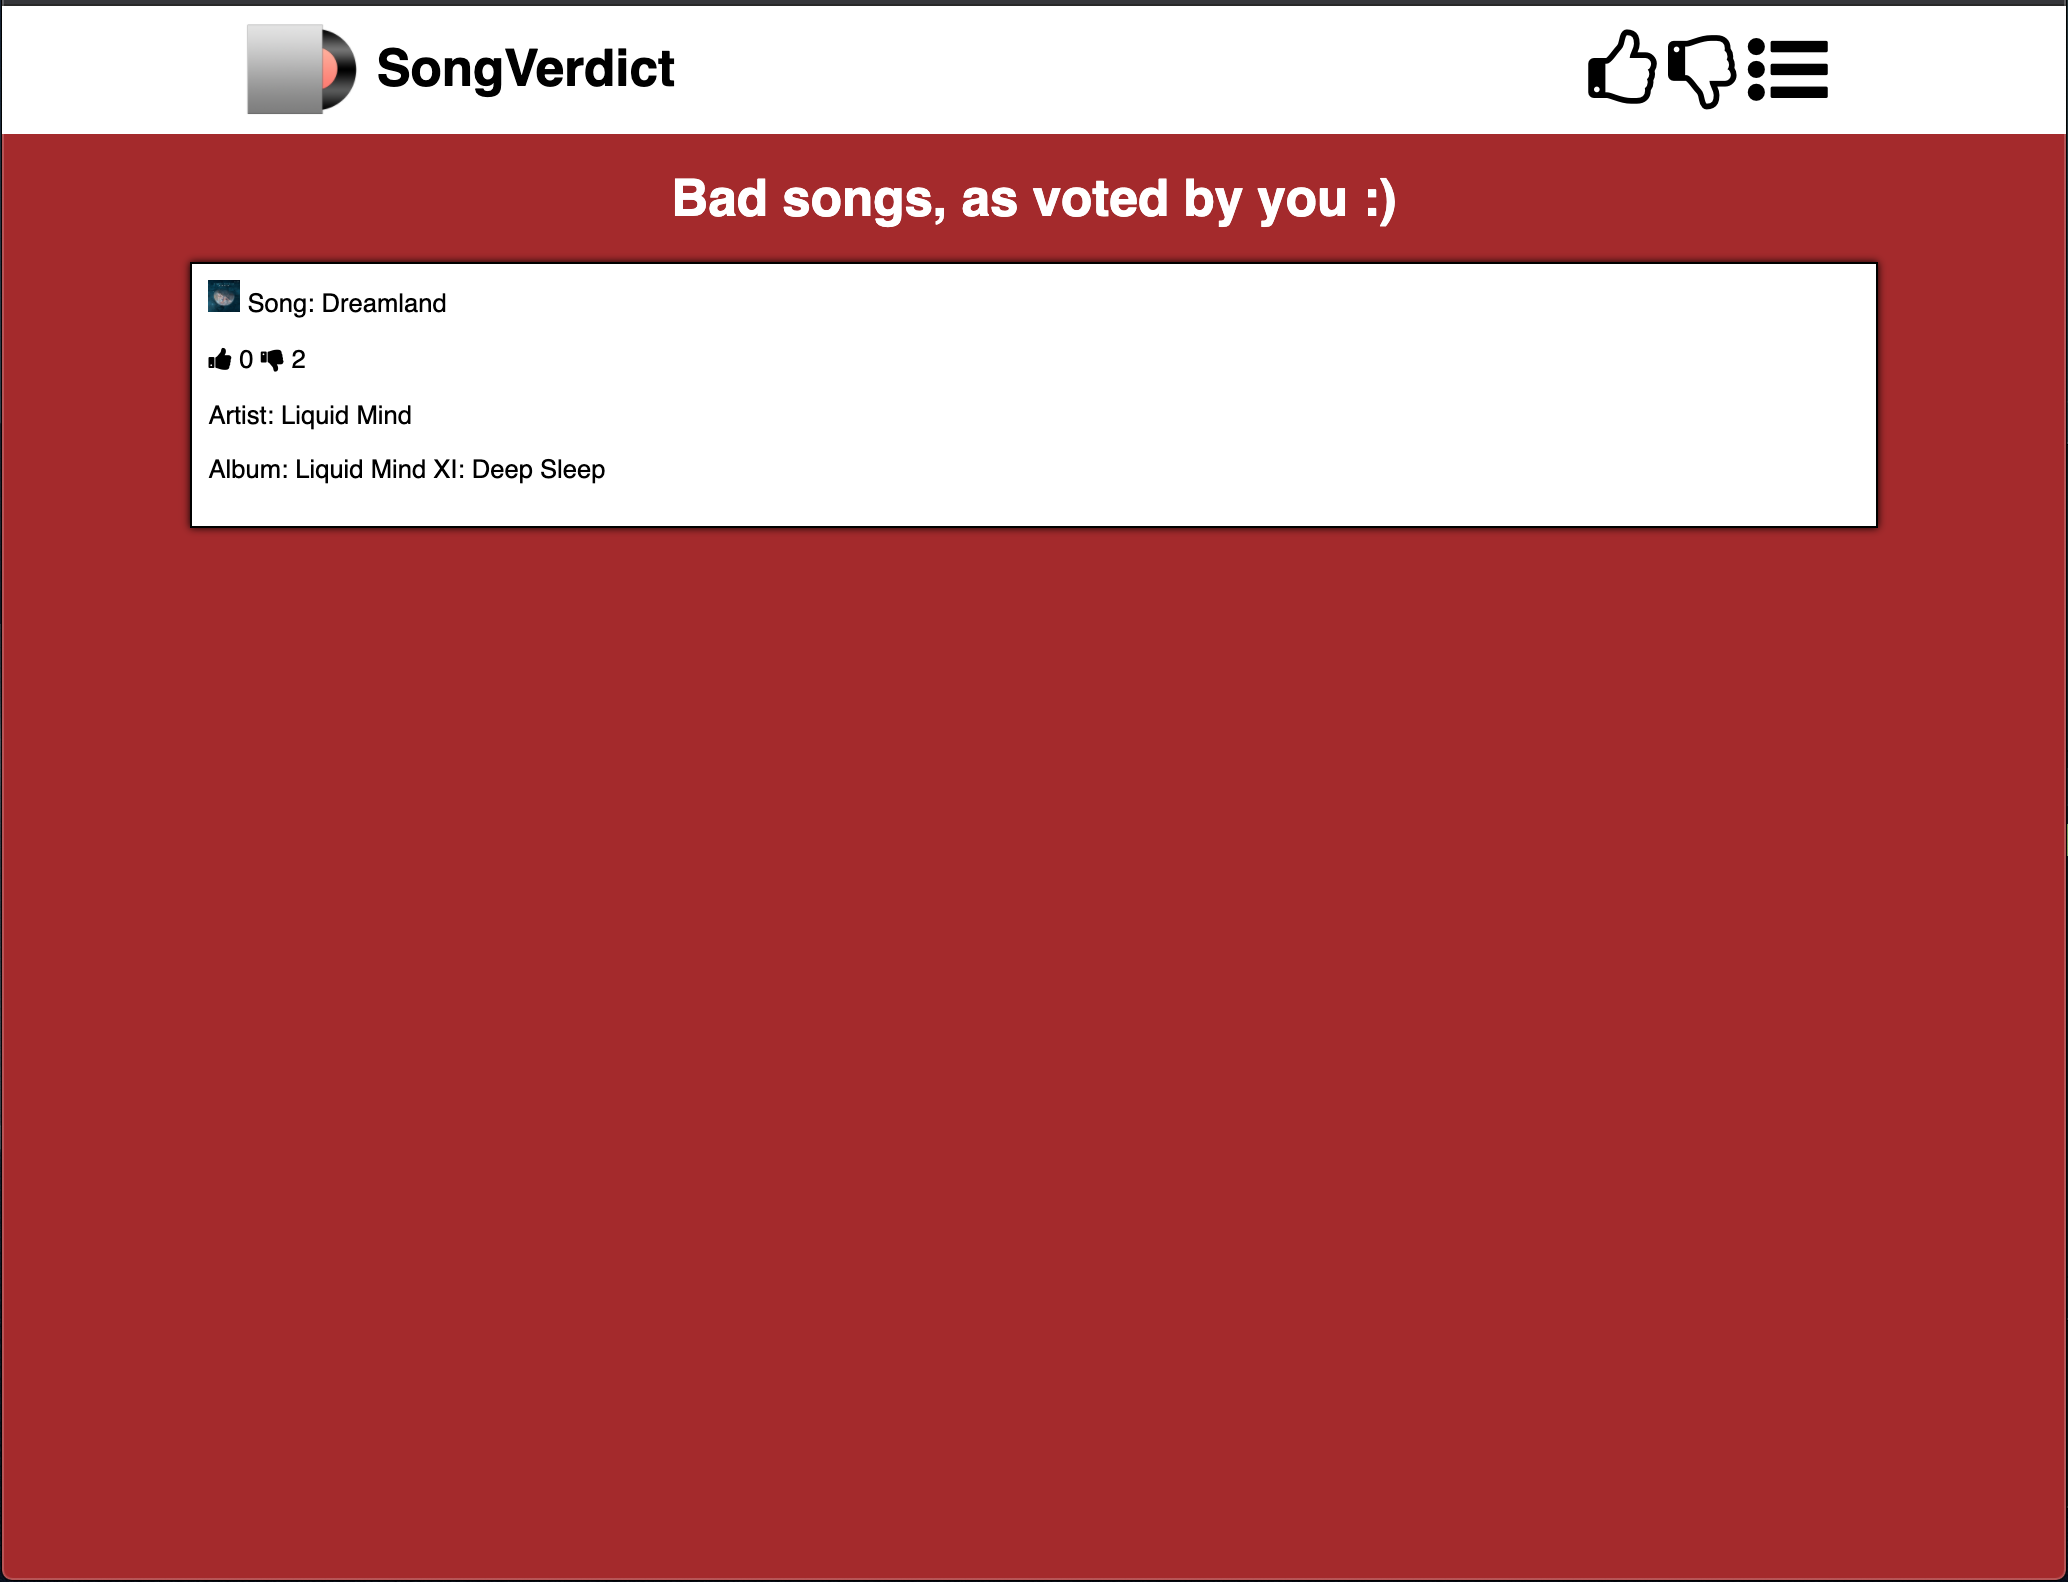 SongVerdict
Bad songs, as voted by you :)
Song: Dreamland
0 2
Artist: Liquid Mind
Album: Liquid Mind XI: Deep Sleep